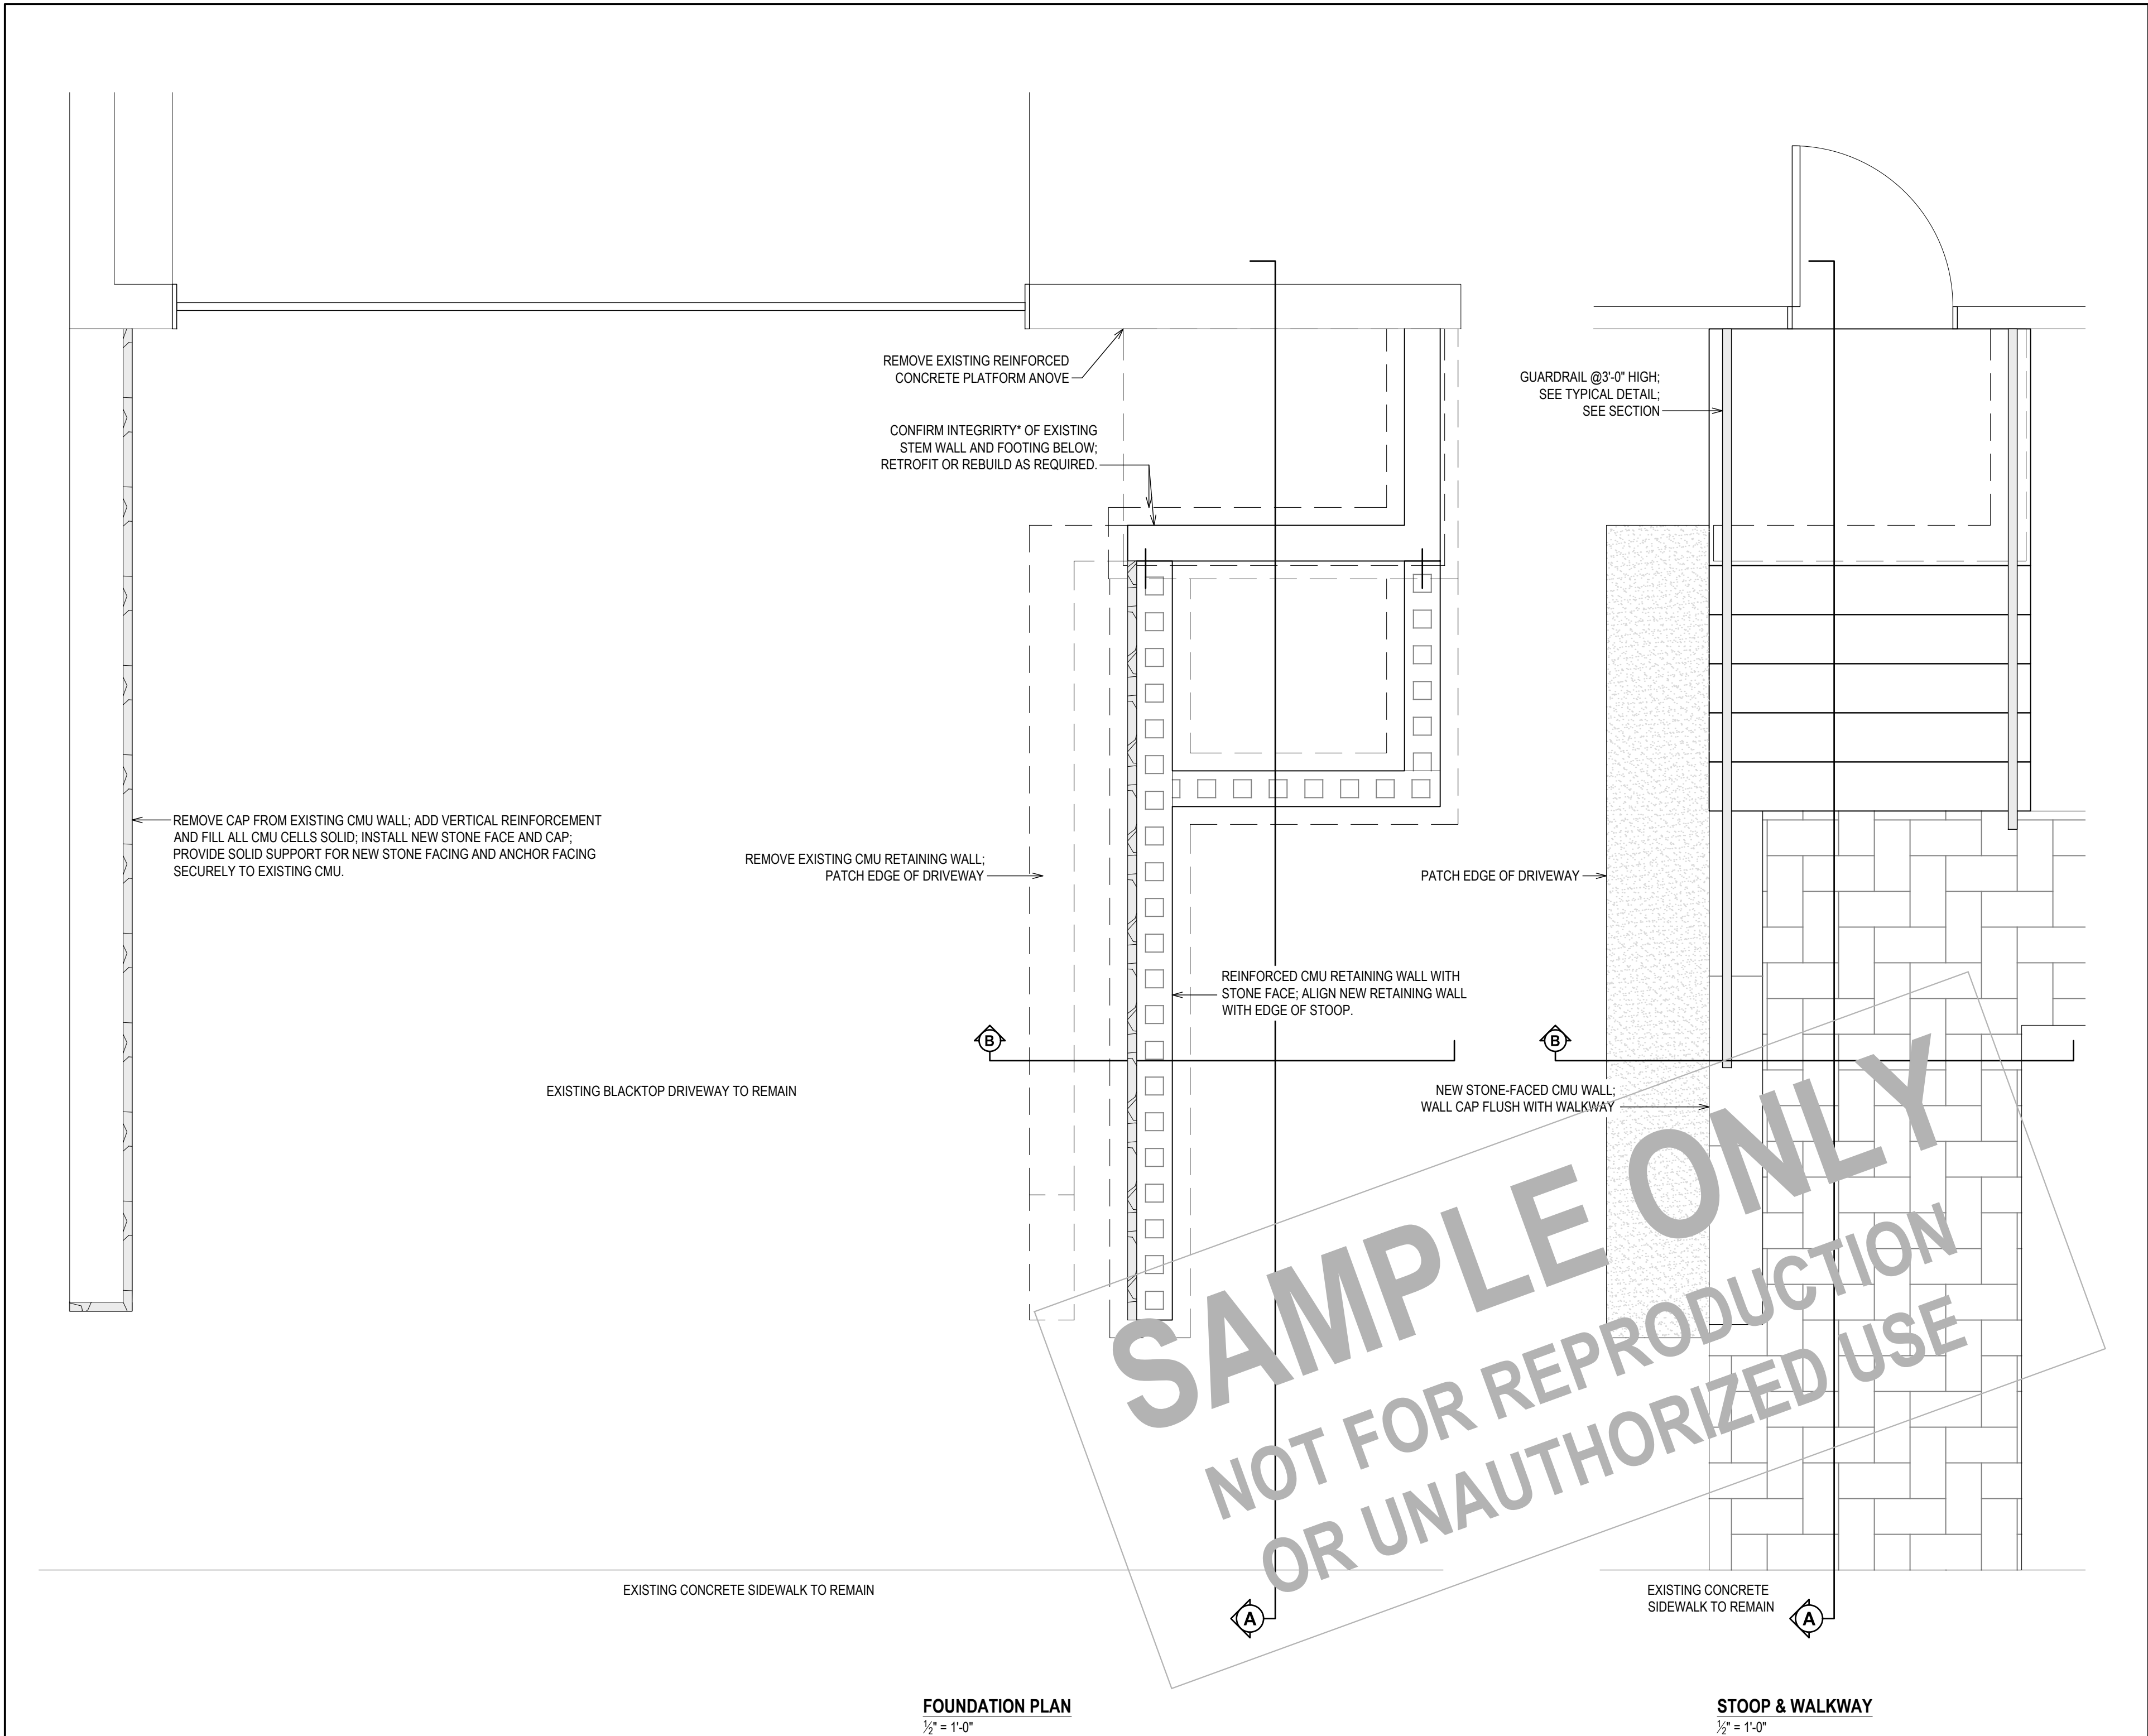 REMOVE EXISTING REINFORCED
CONCRETE PLATFORM ANOVE
CONFIRM INTEGRIRTY* OF EXISTING
STEM WALL AND FOOTING BELOW;
RETROFIT OR REBUILD AS REQUIRED.
REMOVE CAP FROM EXISTING CMU WALL; ADD VERTICAL REINFORCEMENT
AND FILL ALL CMU CELLS SOLID; INSTALL NEW STONE FACE AND CAP;
PROVIDE SOLID SUPPORT FOR NEW STONE FACING AND ANCHOR FACING
SECURELY TO EXISTING CMU.
REMOVE EXISTING CMU RETAINING WALL;
PATCH EDGE OF DRIVEWAY
REINFORCED CMU RETAINING WALL WITH
STONE FACE; ALIGN NEW RETAINING WALL
WITH EDGE OF STOOP.
B
EXISTING BLACKTOP DRIVEWAY TO REMAIN
EXISTING CONCRETE SIDEWALK TO REMAIN
A
FOUNDATION PLAN
½" = 1'-0"
GUARDRAIL @3'-0" HIGH;
SEE TYPICAL DETAIL;
SEE SECTION
PATCH EDGE OF DRIVEWAY
B
NEW STONE-FACED CMU WALL;
WALL CAP FLUSH WITH WALKWAY
EXISTING CONCRETE
SIDEWALK TO REMAIN
A
STOOP & WALKWAY
½" = 1'-0"
SAMPLE ONLY
NOT FOR REPRODUCTION
OR UNAUTHORIZED USE